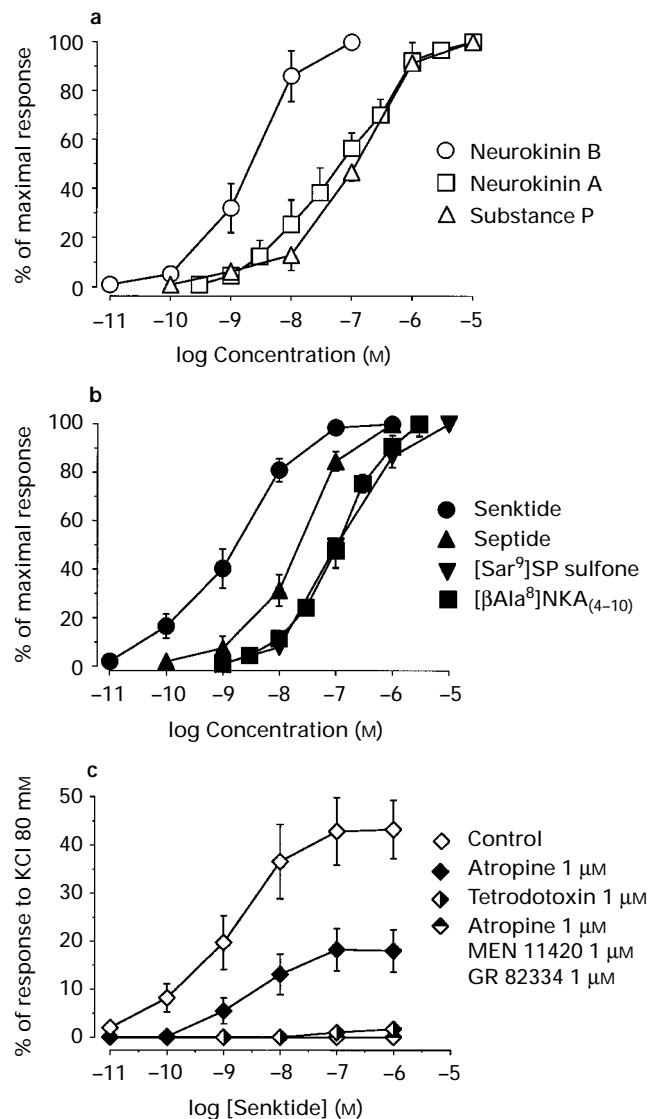 a
% of maximal response
100
80
60
40
20
0
−11 −10 −9 −8 −7 −6 −5
log Concentration (M)
Neurokinin B
Neurokinin A
Substance P
b
% of maximal response
100
80
60
40
20
0
−11 −10 −9 −8 −7 −6 −5
log Concentration (M)
Senktide
Septide
[Sar⁹]SP sulfone
[βAla⁸]NKA₍₄₋₁₀₎
c
% of response to KCl 80 mM
50
40
30
20
10
0
−11 −10 −9 −8 −7 −6 −5
log [Senktide] (M)
Control
Atropine 1 μM
Tetrodotoxin 1 μM
Atropine 1 μM
MEN 11420 1 μM
GR 82334 1 μM